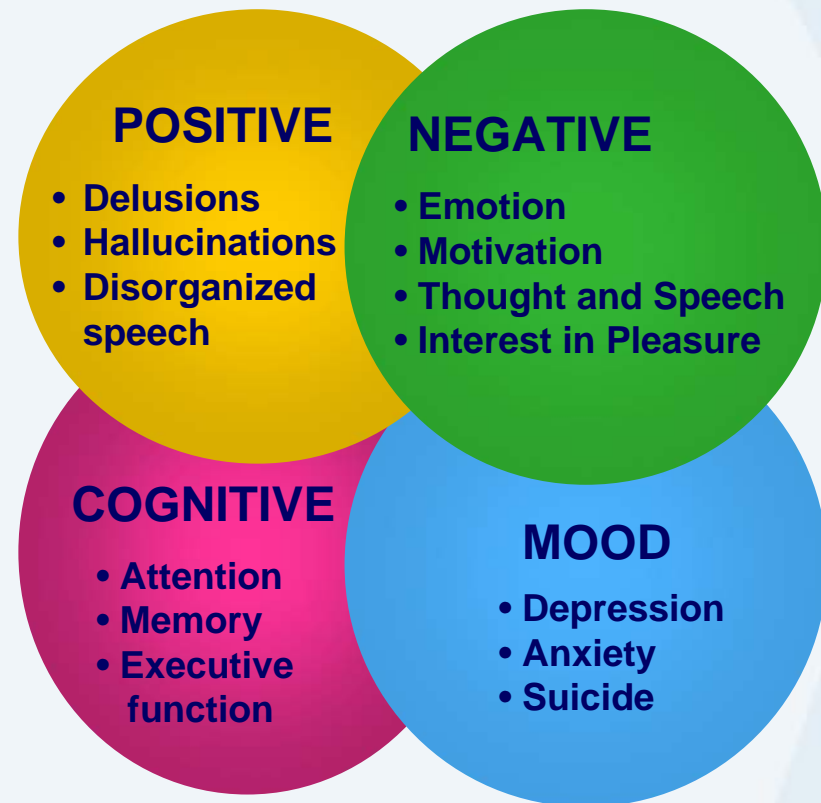 POSITIVE
• Delusions
• Hallucinations
• Disorganized
speech
NEGATIVE
• Emotion
• Motivation
• Thought and Speech
• Interest in Pleasure
COGNITIVE
• Attention
• Memory
• Executive
function
MOOD
• Depression
• Anxiety
• Suicide